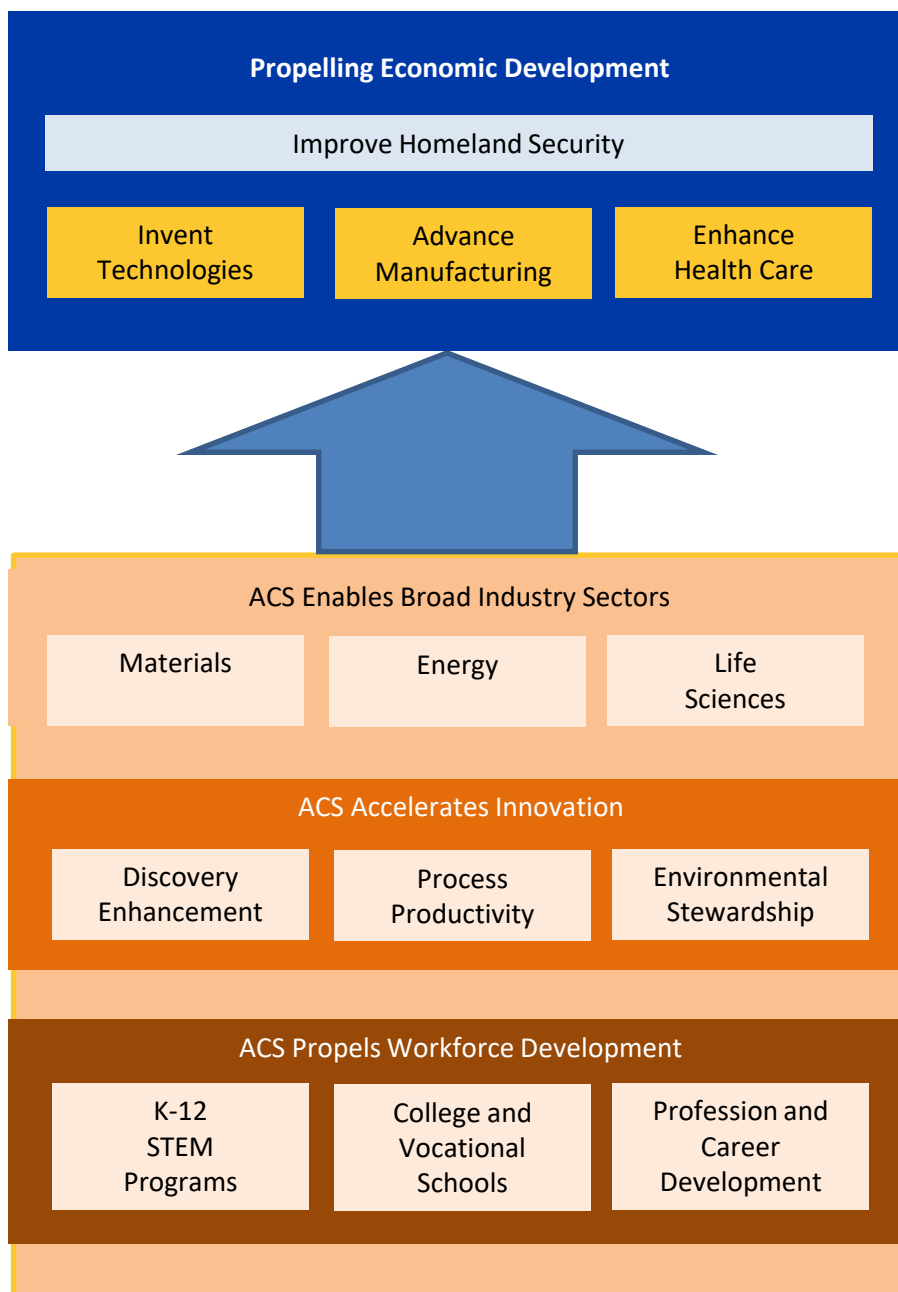 Propelling Economic Development
Improve Homeland Security
Invent
Technologies
Advance
Manufacturing
Enhance
Health Care
ACS Enables Broad Industry Sectors
Materials
Energy
Life
Sciences
ACS Accelerates Innovation
Discovery
Enhancement
Process
Productivity
Environmental
Stewardship
ACS Propels Workforce Development
K-12
STEM
Programs
College and
Vocational
Schools
Profession and
Career
Development